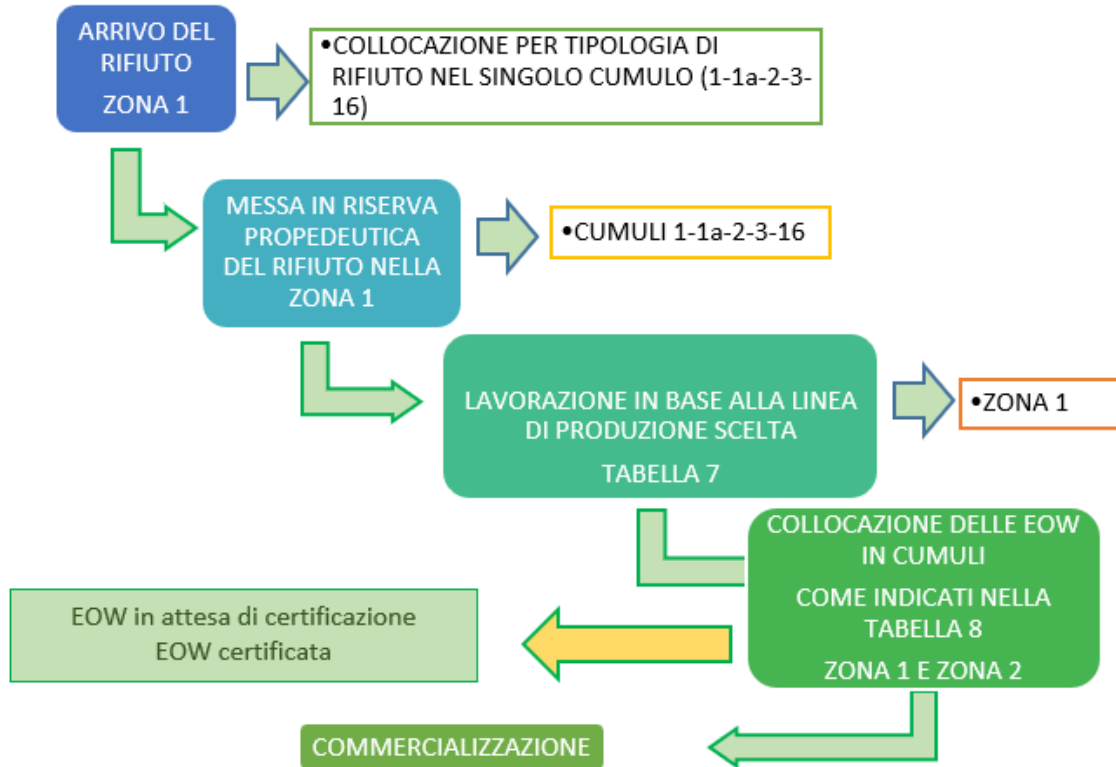 ARRIVO DEL
RIFIUTO
ZONA 1
•COLLOCAZIONE PER TIPOLOGIA DI
RIFIUTO NEL SINGOLO CUMULO (1-1a-2-3-
16)
MESSA IN RISERVA
PROPEDEUTICA
DEL RIFIUTO NELLA
ZONA 1
•CUMULI 1-1a-2-3-16
LAVORAZIONE IN BASE ALLA LINEA
DI PRODUZIONE SCELTA
TABELLA 7
•ZONA 1
COLLOCAZIONE DELLE EOW
IN CUMULI
COME INDICATI NELLA
TABELLA 8
ZONA 1 E ZONA 2
EOW in attesa di certificazione
EOW certificata
COMMERCIALIZZAZIONE